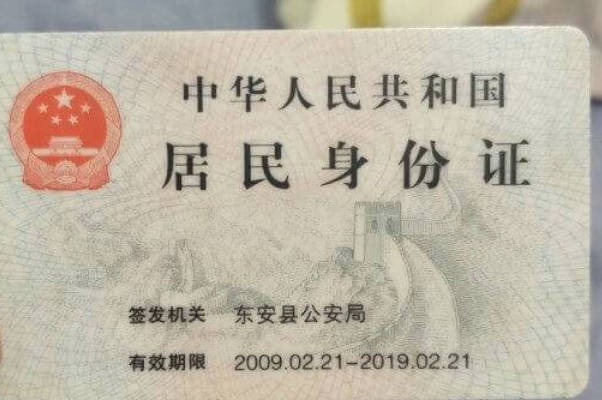 中华人民共和国
居民身份证
签发机关 东安县公安局
有效期限 2009.02.21-2019.02.21